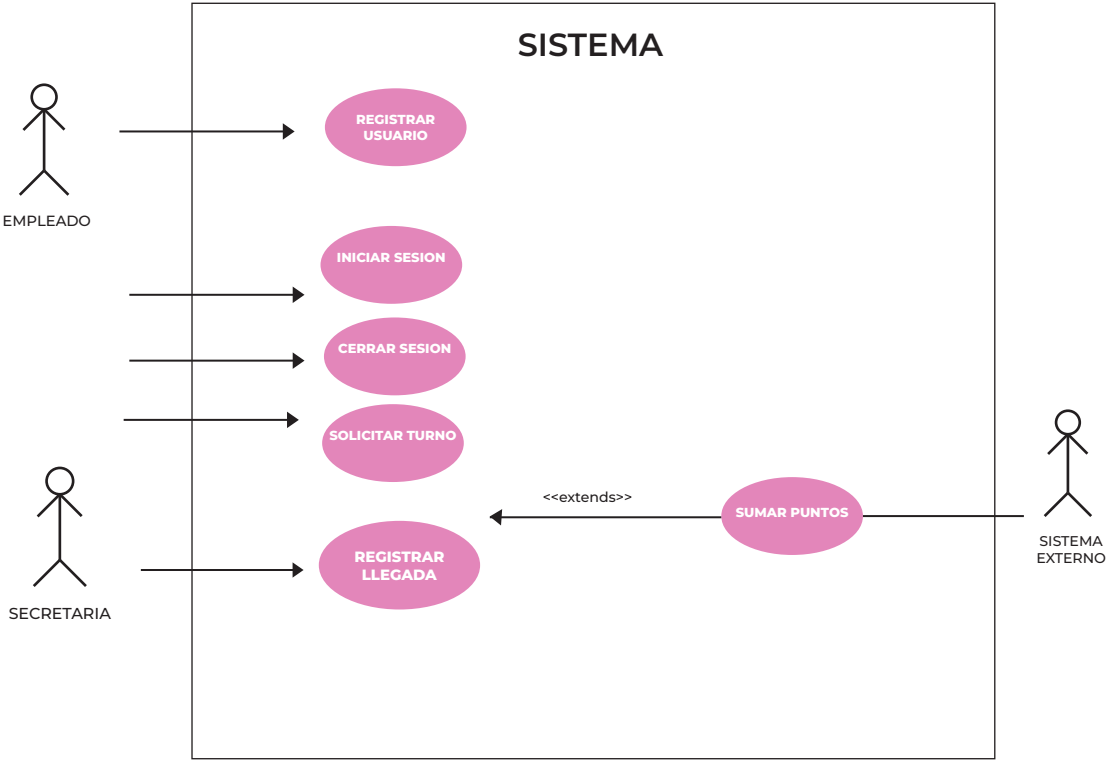 SISTEMA
REGISTRAR
USUARIO
EMPLEADO
INICIAR SESION
CERRAR SESION
SOLICITAR TURNO
<<extends>>
SUMAR PUNTOS
SISTEMA
EXTERNO
REGISTRAR
LLEGADA
SECRETARIA